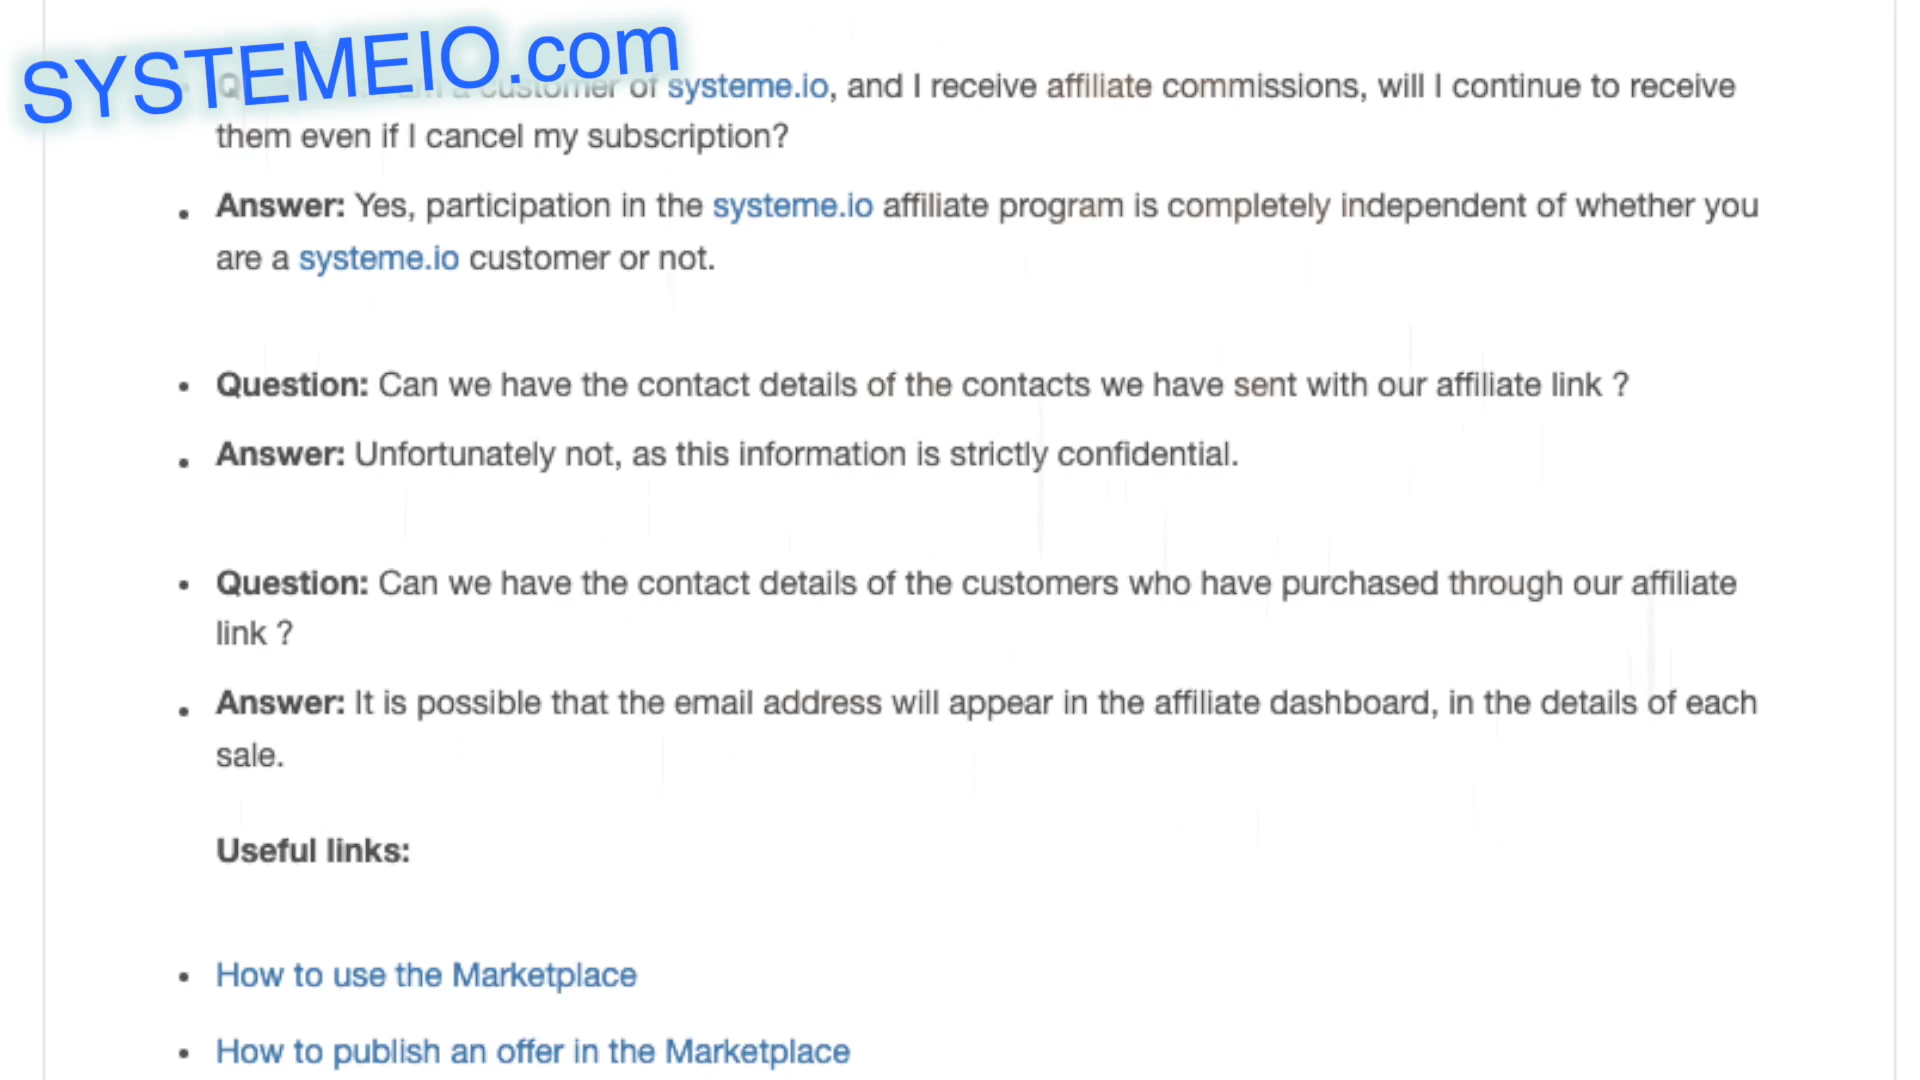 SYSTEMEIO.com
customer of systeme.io, and I receive affiliate commissions, will I continue to receive
them even if I cancel my subscription?
Answer: Yes, participation in the systeme.io affiliate program is completely independent of whether you
are a systeme.io customer or not.
Question: Can we have the contact details of the contacts we have sent with our affiliate link ?
Answer: Unfortunately not, as this information is strictly confidential.
Question: Can we have the contact details of the customers who have purchased through our affiliate
link ?
Answer: It is possible that the email address will appear in the affiliate dashboard, in the details of each
sale.
Useful links:
How to use the Marketplace
How to publish an offer in the Marketplace